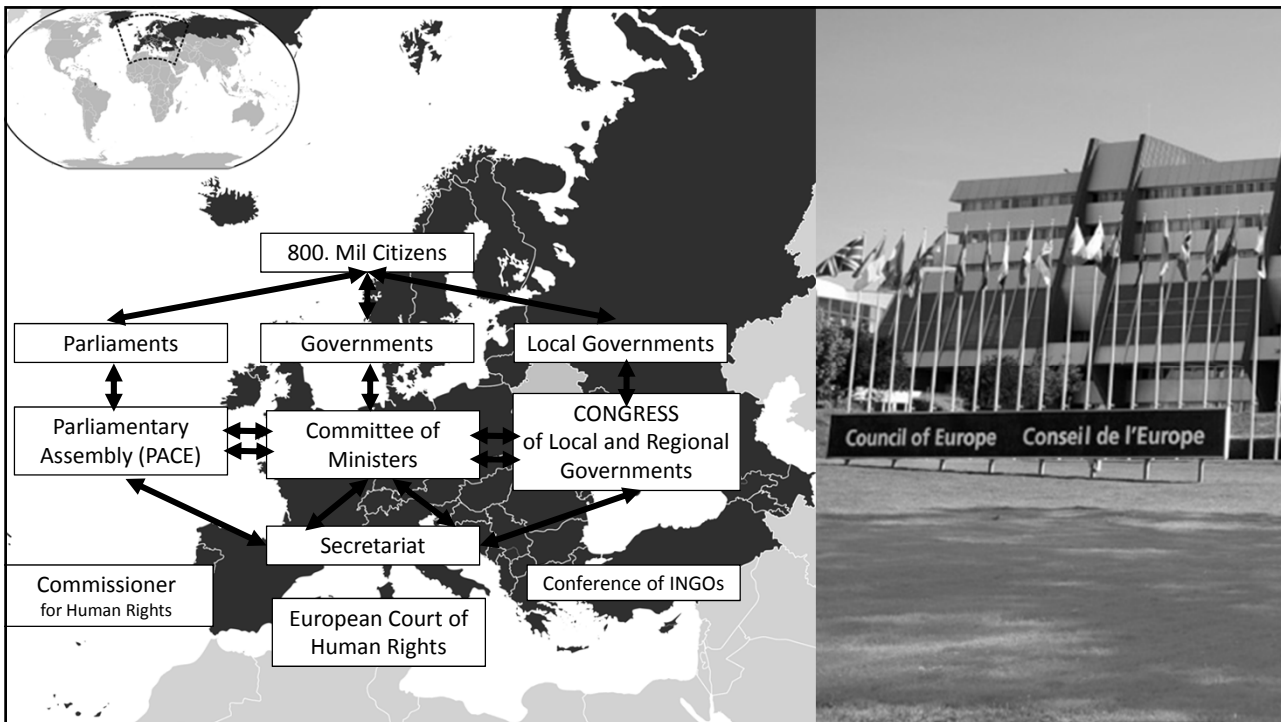 800. Mil Citizens
Parliaments
Governments
Local Governments
Parliamentary
Assembly (PACE)
Committee of
Ministers
CONGRESS
of Local and Regional
Governments
Secretariat
Commissioner
for Human Rights
European Court of
Human Rights
Conference of INGOs
Council of Europe Conseil de l'Europe